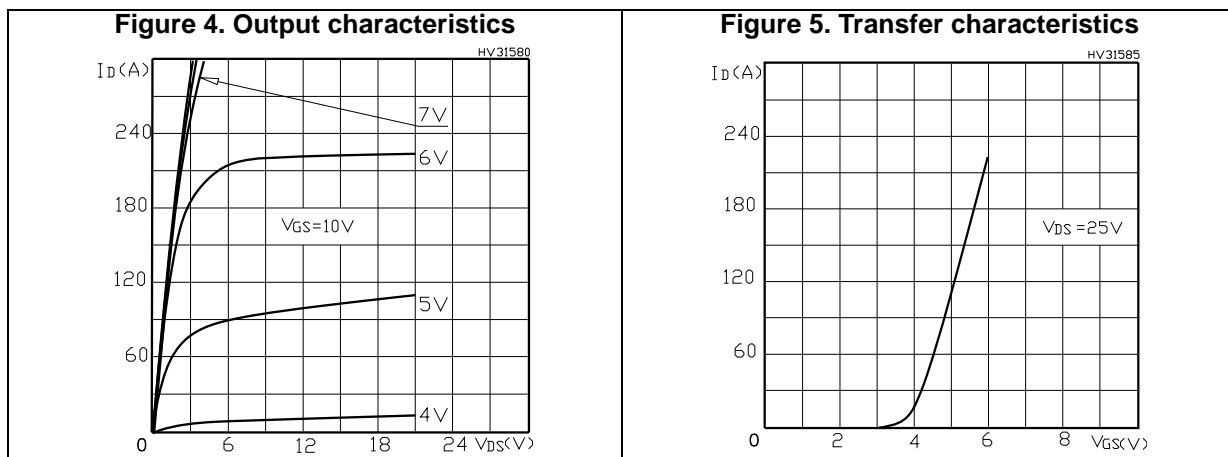 Figure 4. Output characteristics
HV31580
ID(A)
240
180
120
60
0
6
12
18
24
VDS(V)
7V
6V
VGS=10V
5V
4V
Figure 5. Transfer characteristics
HV31585
ID(A)
240
180
120
60
0
2
4
6
8
VGS(V)
VDS=25V